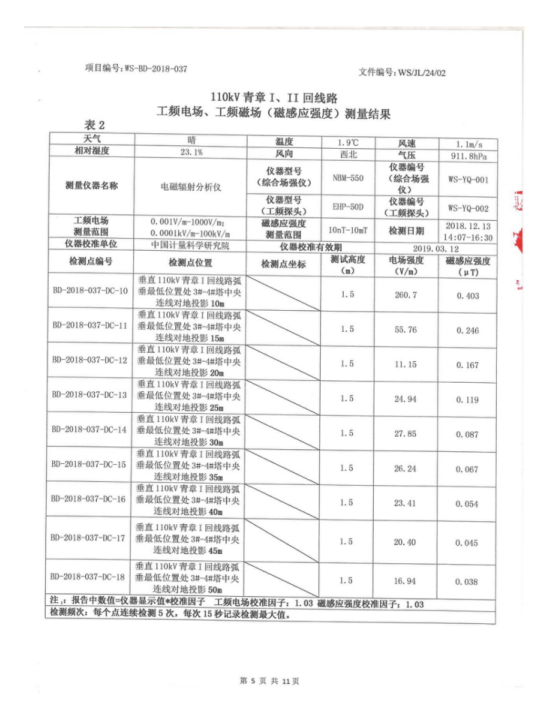 项目编号：WS-BD-2018-037
文件编号：WS/JL/24/02
110kV 青章 I、II 回线路
工频电场、工频磁场（磁感应强度）测量结果
表 2
天气 晴 温度 1.9℃ 风速 1.1m/s
相对湿度 23.1% 风向 西北 气压 911.8hPa
测量仪器名称 电磁辐射分析仪 仪器型号（综合场强仪） NBM-550 仪器编号（综合场强仪） WS-YQ-001
仪器型号（工频探头） EHP-50D 仪器编号（工频探头） WS-YQ-002
工频电场测量范围 0.001V/m-1000V/m； 0.0001kV/m-100kV/m 磁感应强度测量范围 10nT-10mT 检测日期 2018.12.13 14:07-16:30
仪器校准单位 中国计量科学研究院 仪器校准有效期 2019.03.12
检测点编号 检测点位置 检测点坐标 测试高度（m） 电场强度（V/m） 磁感应强度（μT）
BD-2018-037-DC-10 垂直 110kV 青章 I 回线路弧垂最低位置处 3#-4#塔中央连线对地投影 10m 1.5 260.7 0.403
BD-2018-037-DC-11 垂直 110kV 青章 I 回线路弧垂最低位置处 3#-4#塔中央连线对地投影 15m 1.5 55.76 0.246
BD-2018-037-DC-12 垂直 110kV 青章 I 回线路弧垂最低位置处 3#-4#塔中央连线对地投影 20m 1.5 11.15 0.167
BD-2018-037-DC-13 垂直 110kV 青章 I 回线路弧垂最低位置处 3#-4#塔中央连线对地投影 25m 1.5 24.94 0.119
BD-2018-037-DC-14 垂直 110kV 青章 I 回线路弧垂最低位置处 3#-4#塔中央连线对地投影 30m 1.5 27.85 0.087
BD-2018-037-DC-15 垂直 110kV 青章 I 回线路弧垂最低位置处 3#-4#塔中央连线对地投影 35m 1.5 26.24 0.067
BD-2018-037-DC-16 垂直 110kV 青章 I 回线路弧垂最低位置处 3#-4#塔中央连线对地投影 40m 1.5 23.41 0.054
BD-2018-037-DC-17 垂直 110kV 青章 I 回线路弧垂最低位置处 3#-4#塔中央连线对地投影 45m 1.5 20.40 0.045
BD-2018-037-DC-18 垂直 110kV 青章 I 回线路弧垂最低位置处 3#-4#塔中央连线对地投影 50m 1.5 16.94 0.038
注：报告中数值=仪器显示值*校准因子 工频电场校准因子：1.03 磁感应强度校准因子：1.03
检测频次：每个点连续检测 5 次，每次 15 秒记录检测最大值。
第 5 页 共 11 页